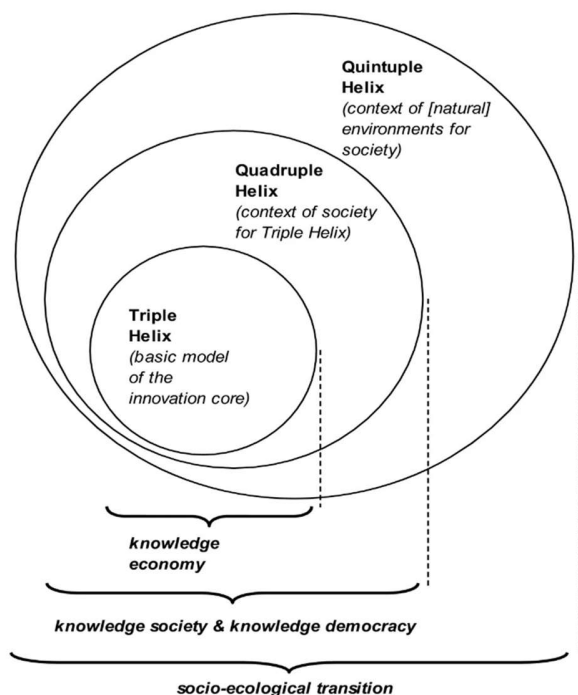 Quintuple
Helix
(context of [natural]
environments for
society)
Quadruple
Helix
(context of society
for Triple Helix)
Triple
Helix
(basic model
of the
innovation core)
knowledge
economy
knowledge society & knowledge democracy
socio-ecological transition